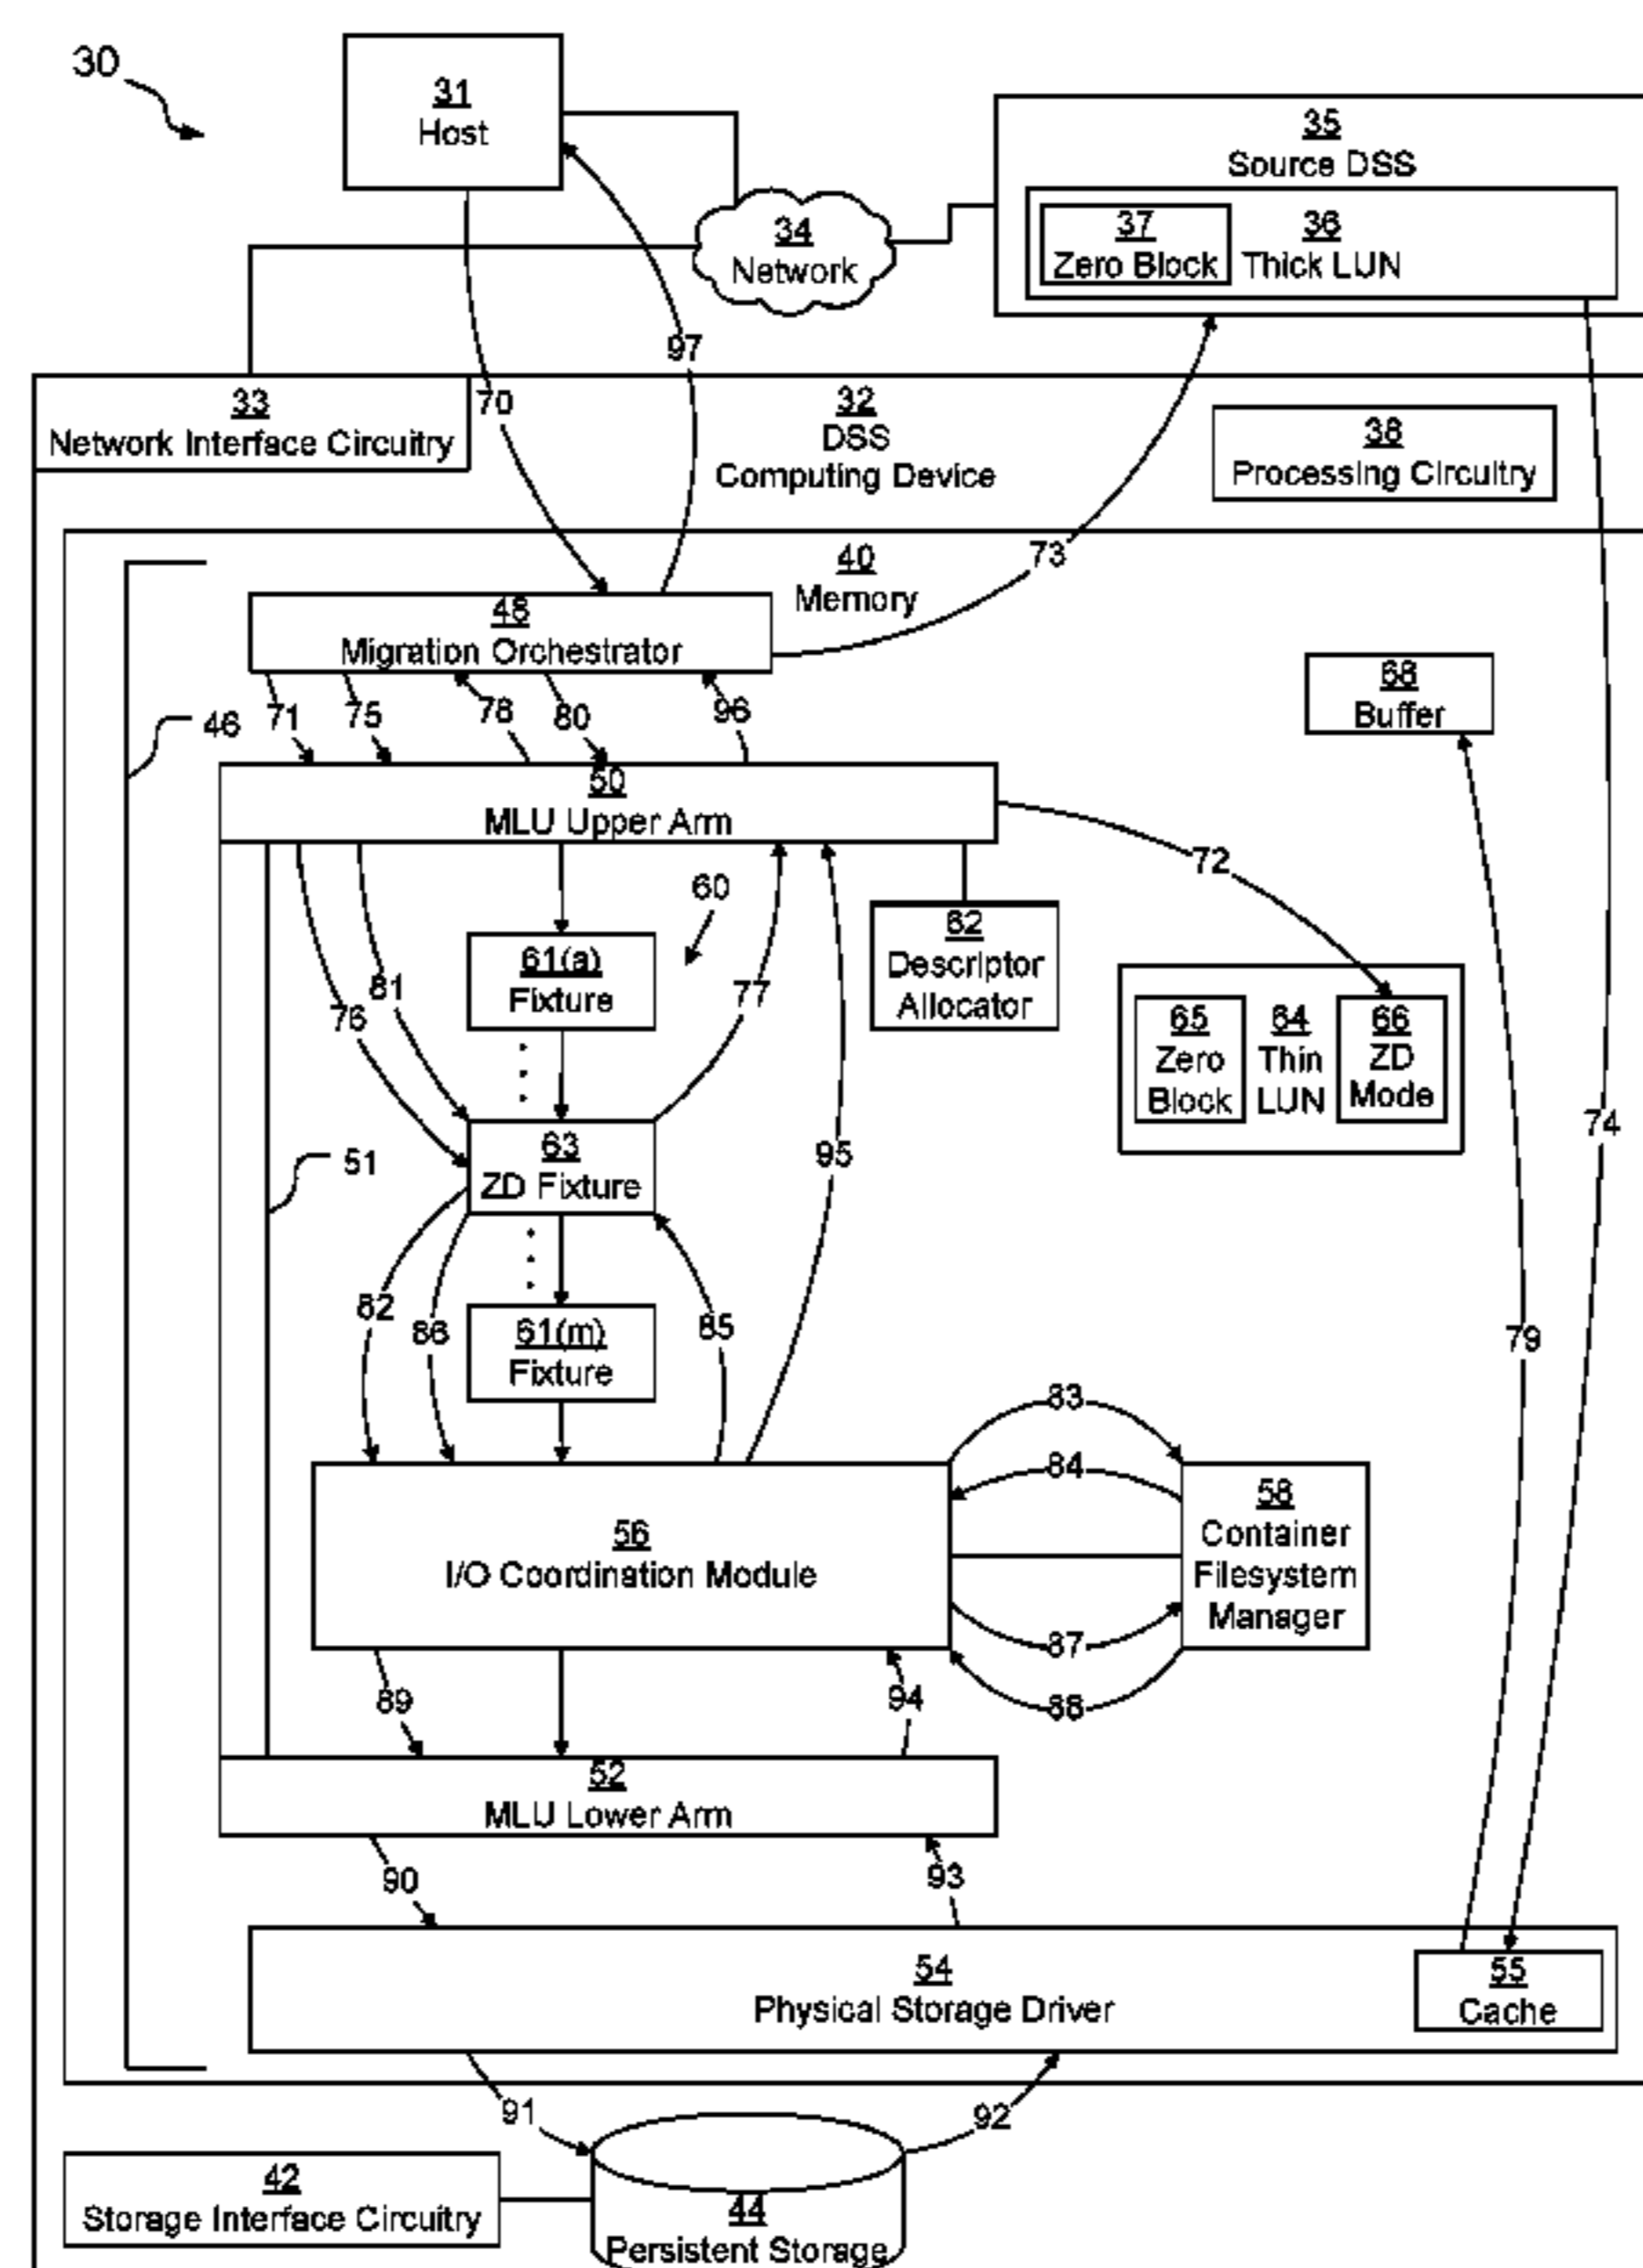 30
31
Host
35
Source DSS
37
Zero Block
36
Thick LUN
34
Network
97
70
33
Network Interface Circuitry
32
DSS
Computing Device
38
Processing Circuitry
40
Memory
73
48
Migration Orchestrator
68
Buffer
46
71
75
78
80
96
50
MLU Upper Arm
72
60
62
Descriptor
Allocator
61(a)
Fixture
81
76
77
65
Zero
Block
64
Thin
LUN
66
ZD
Mode
74
51
63
ZD Fixture
95
82
86
85
79
61(m)
Fixture
83
84
56
I/O Coordination Module
58
Container
Filesystem
Manager
87
88
89
94
52
MLU Lower Arm
90
93
54
Physical Storage Driver
55
Cache
91
92
42
Storage Interface Circuitry
44
Persistent Storage